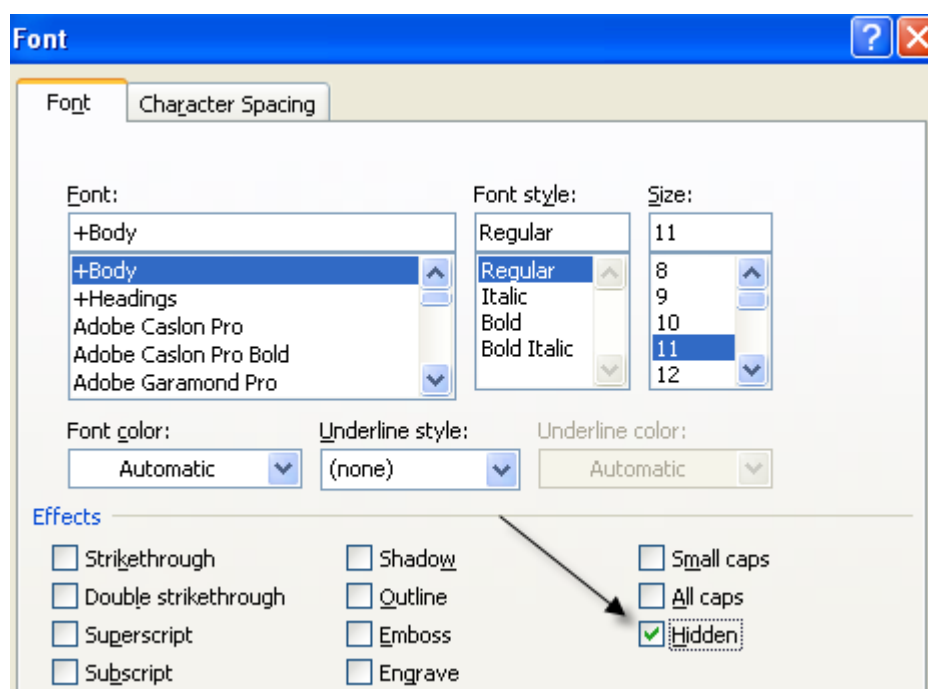 Font
Font Character Spacing
Font: Font style: Size:
+Body Regular 11
+Body Regular 8
+Headings Italic 9
Adobe Caslon Pro Bold 10
Adobe Caslon Pro Bold Bold Italic 11
Adobe Garamond Pro 12
Font color: Underline style: Underline color:
Automatic (none) Automatic
Effects
Strikethrough Shadow Small caps
Double strikethrough Outline All caps
Superscript Emboss Hidden
Subscript Engrave